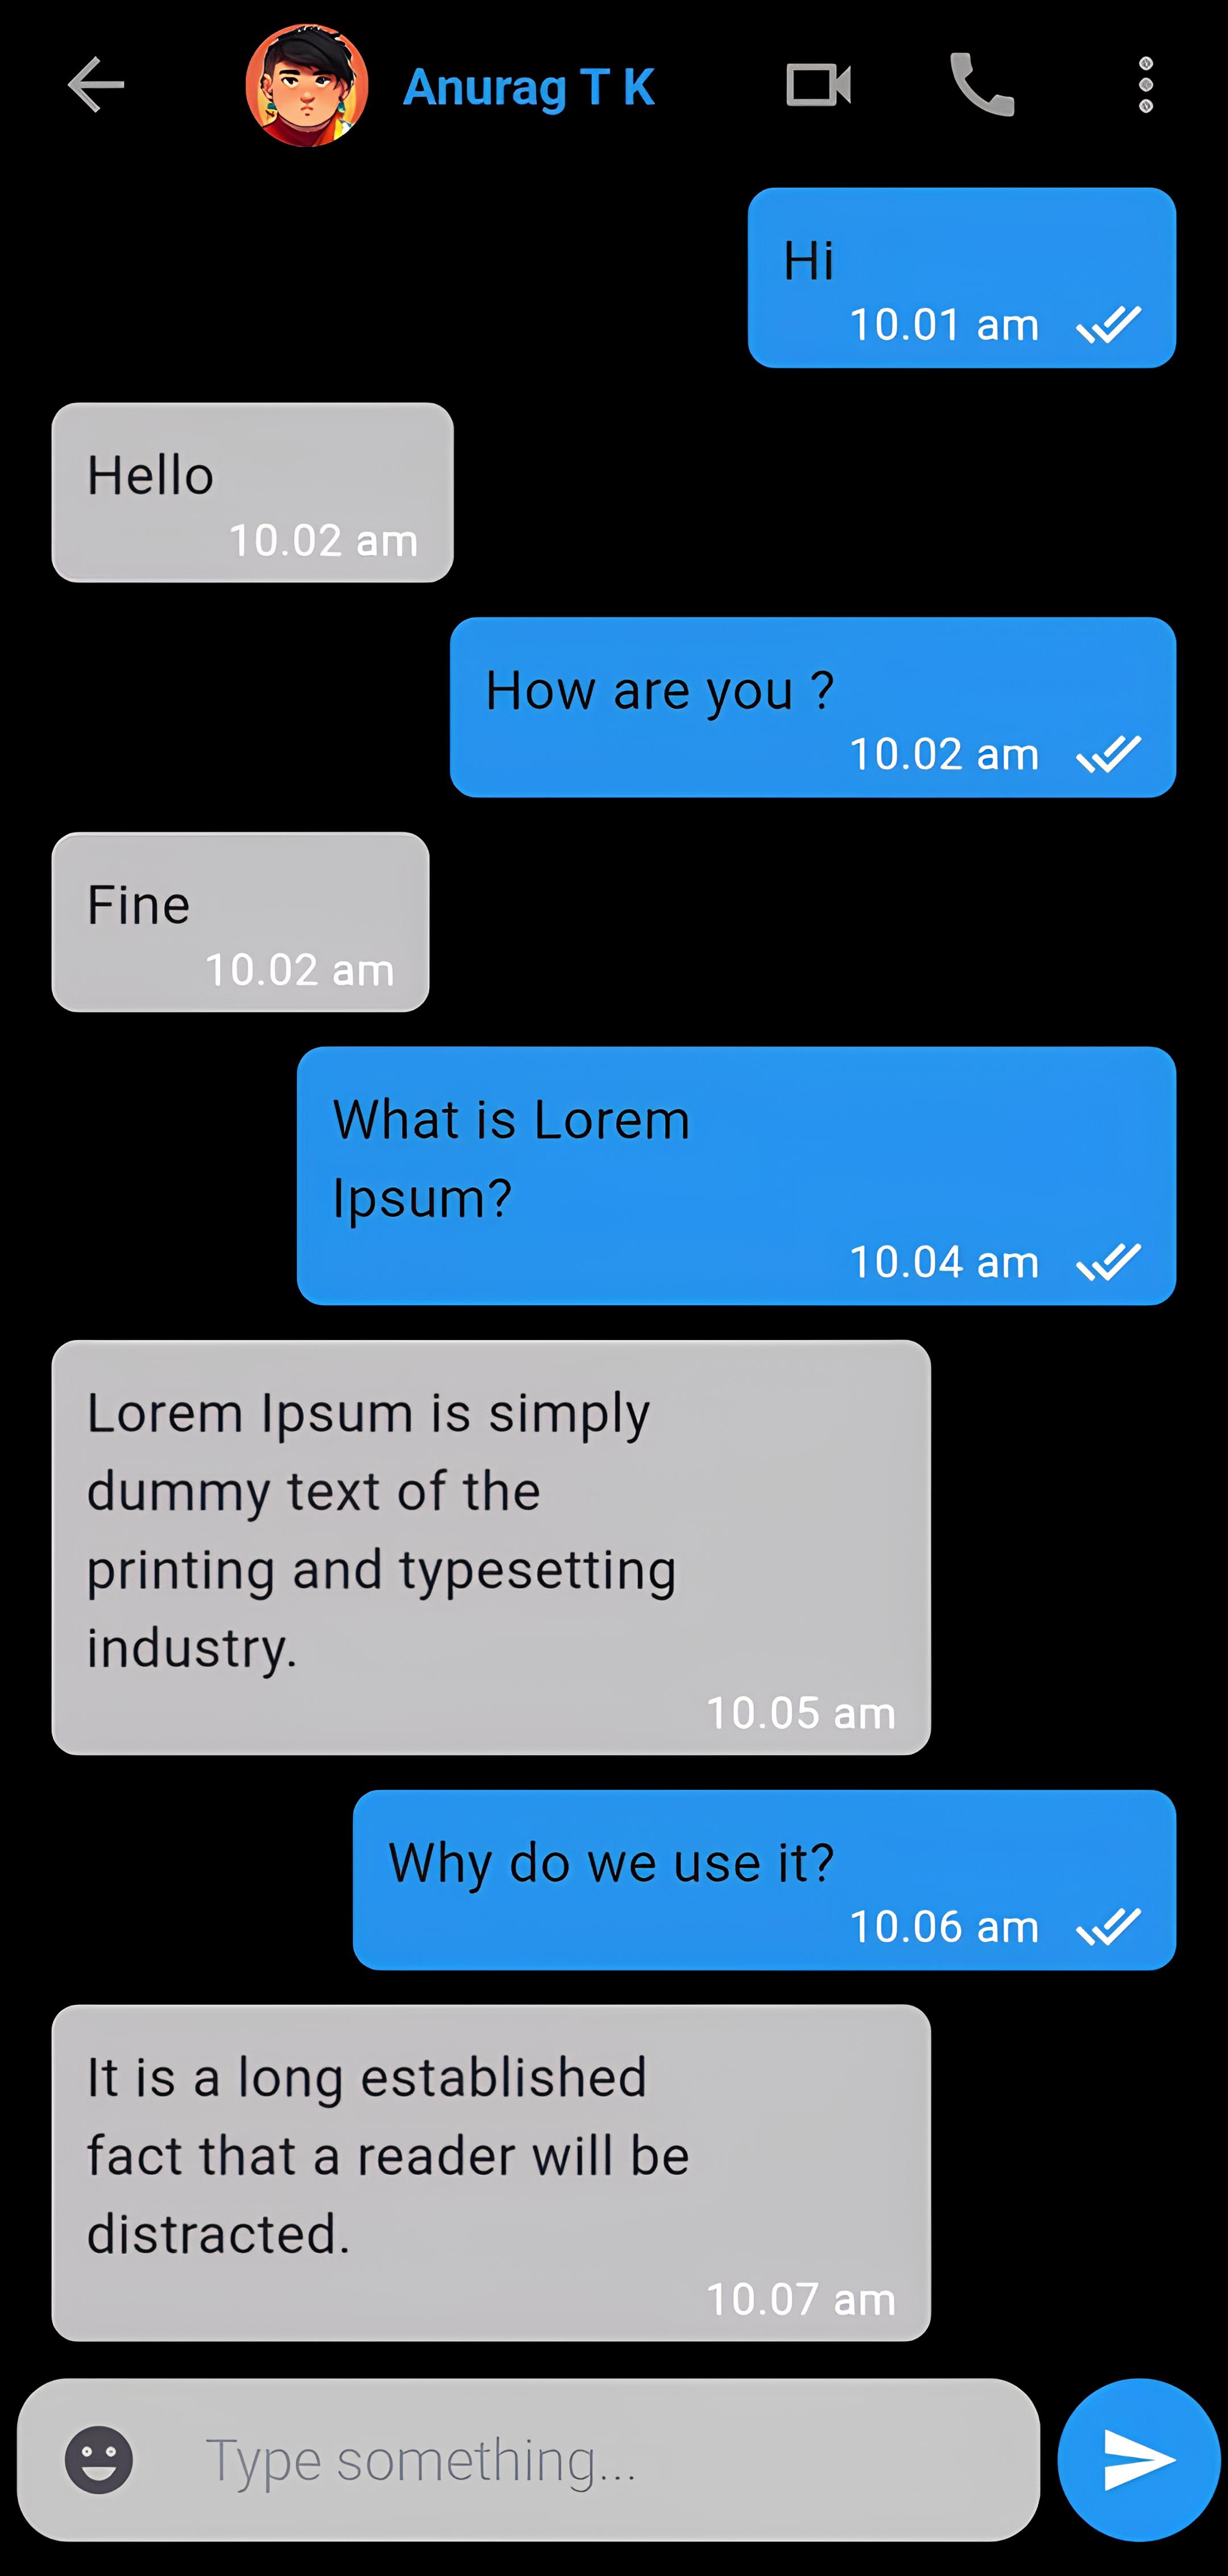 Anurag T K
Hi
10.01 am
Hello
10.02 am
How are you ?
10.02 am
Fine
10.02 am
What is Lorem
Ipsum?
10.04 am
Lorem Ipsum is simply
dummy text of the
printing and typesetting
industry.
10.05 am
Why do we use it?
10.06 am
It is a long established
fact that a reader will be
distracted.
10.07 am
Type something...